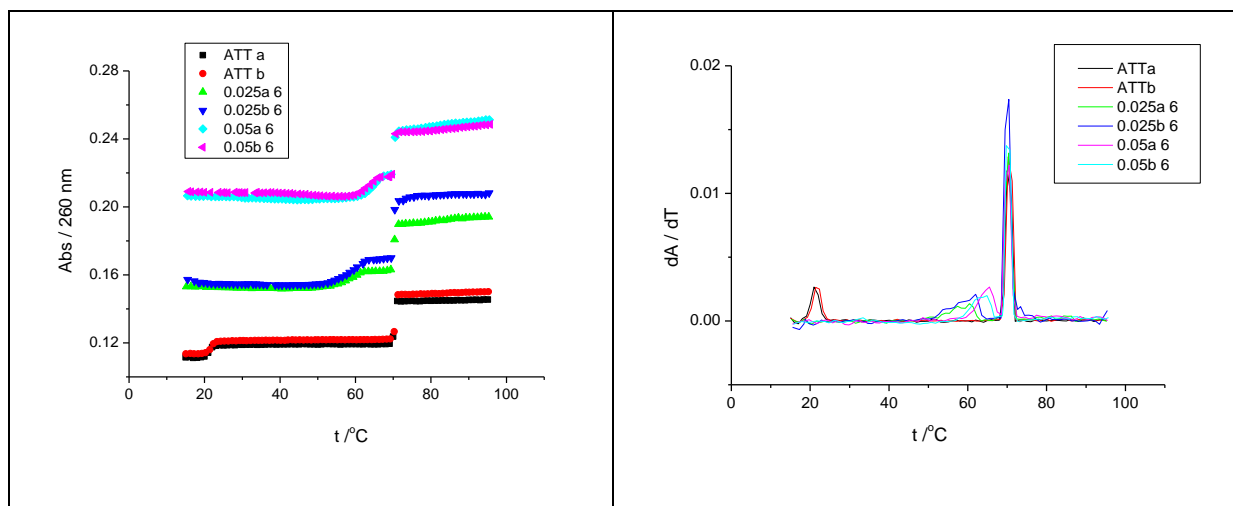 ATT a
ATT b
0.025a 6
0.025b 6
0.05a 6
0.05b 6
0.28
0.24
0.20
0.16
0.12
Abs / 260 nm
0 20 40 60 80 100
t /°C
ATTa
ATTb
0.025a 6
0.025b 6
0.05a 6
0.05b 6
0.02
0.01
0.00
dA / dT
0 20 40 60 80 100
t /°C